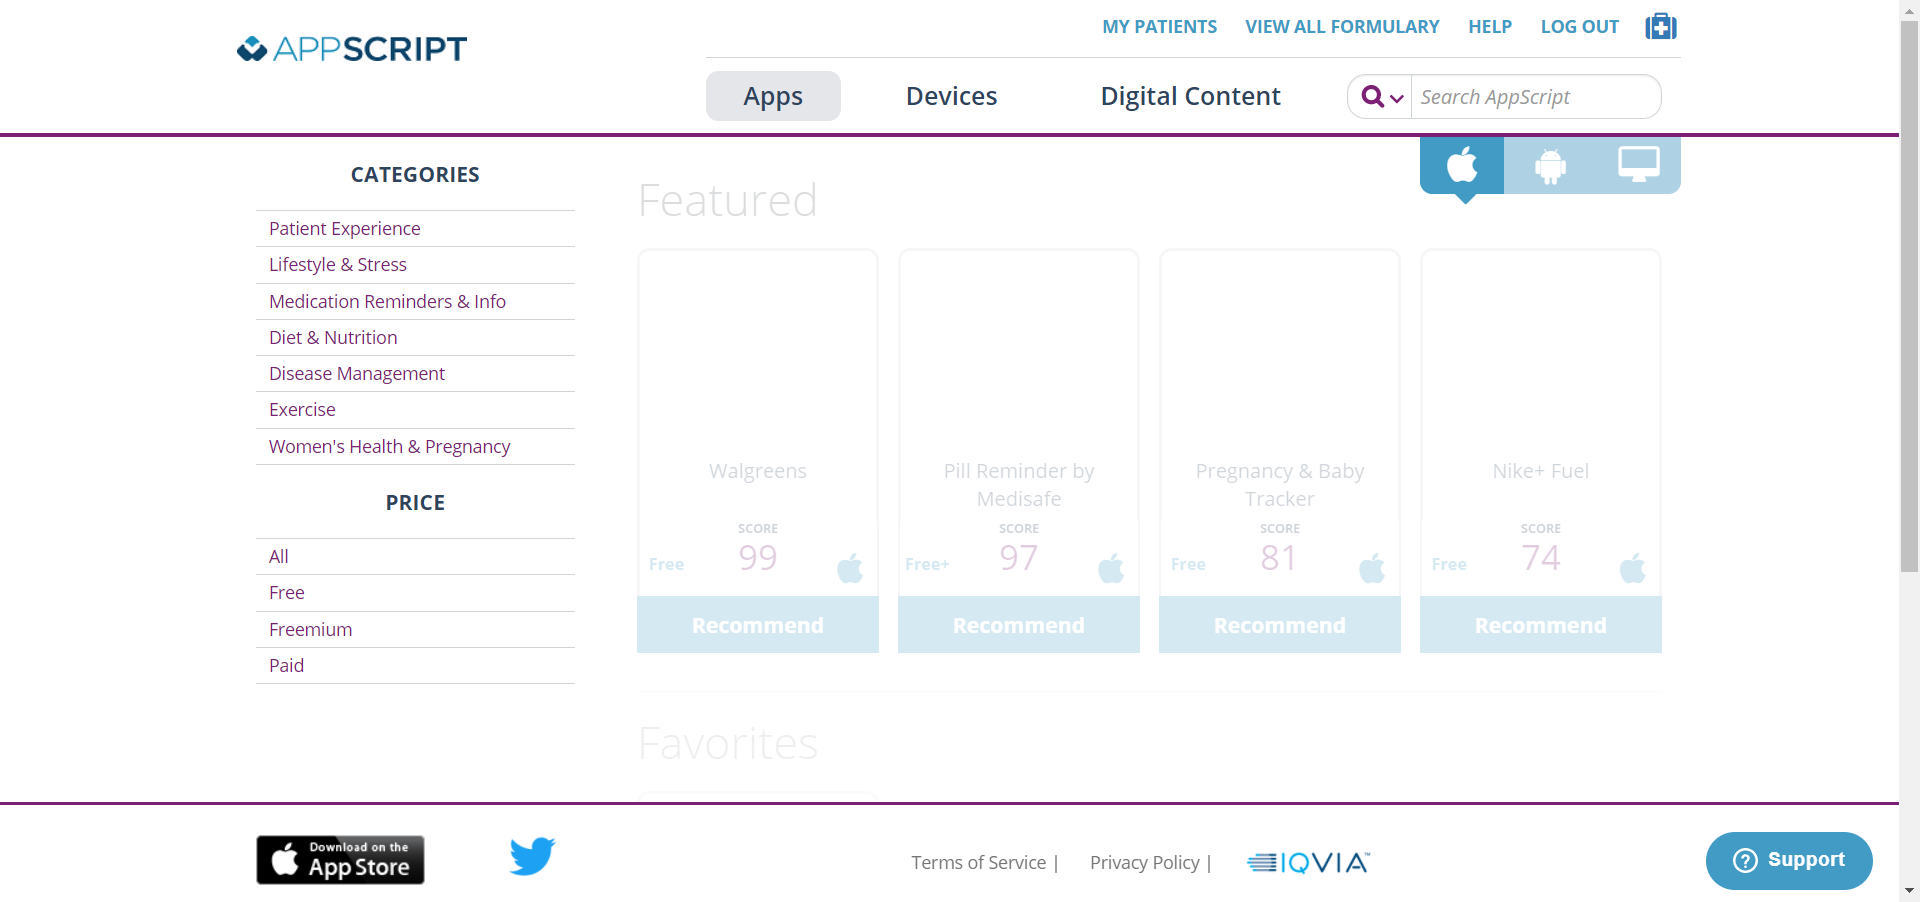 MY PATIENTS VIEW ALL FORMULARY HELP LOG OUT
APPSCRIPT
Apps Devices Digital Content Search AppScript
CATEGORIES
Patient Experience
Lifestyle & Stress
Medication Reminders & Info
Diet & Nutrition
Disease Management
Exercise
Women's Health & Pregnancy
PRICE
All
Free
Freemium
Paid
Featured
Walgreens
SCORE
Free 99
Recommend
Pill Reminder by
Medisafe
SCORE
Free+ 97
Recommend
Pregnancy & Baby
Tracker
SCORE
Free 81
Recommend
Nike+ Fuel
SCORE
Free 74
Recommend
Favorites
Download on the
App Store
Terms of Service |
Privacy Policy |
IQVIA™
? Support